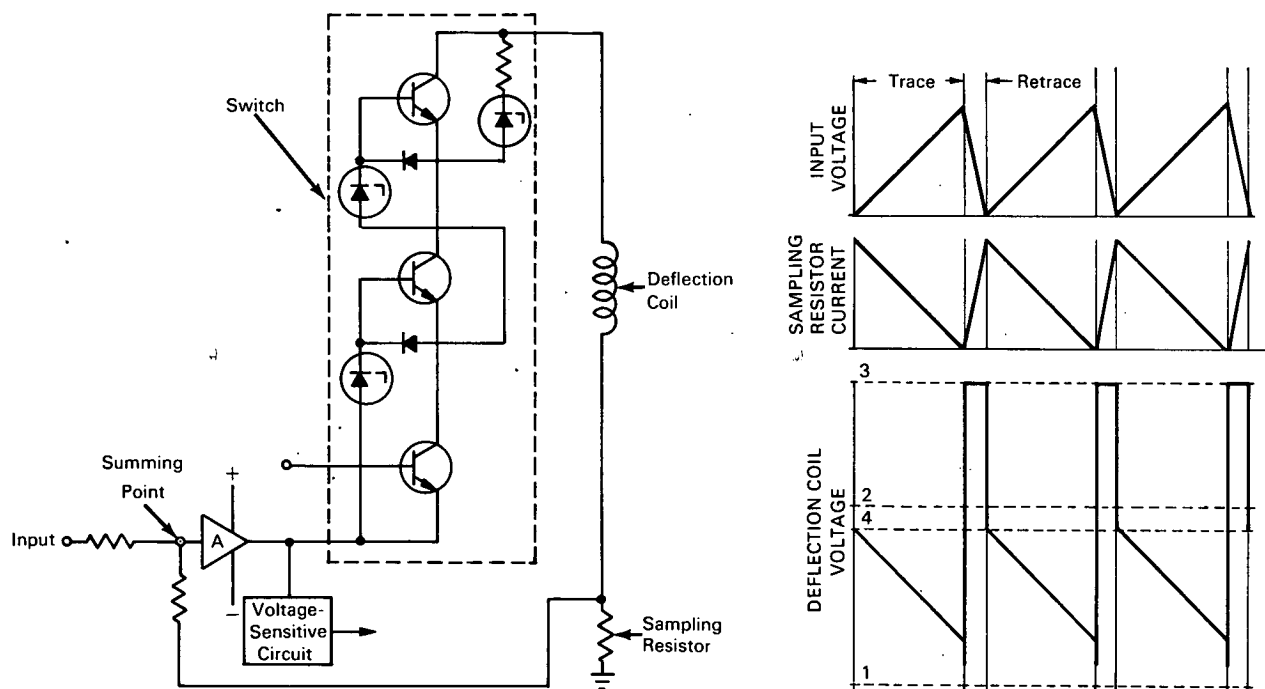 Switch
Deflection
Coil
Summing
Point
+
Input
A
−
Voltage-
Sensitive
Circuit
Sampling
Resistor
Trace
Retrace
INPUT
VOLTAGE
SAMPLING
RESISTOR
CURRENT
DEFLECTION COIL
VOLTAGE
3
2
4
1